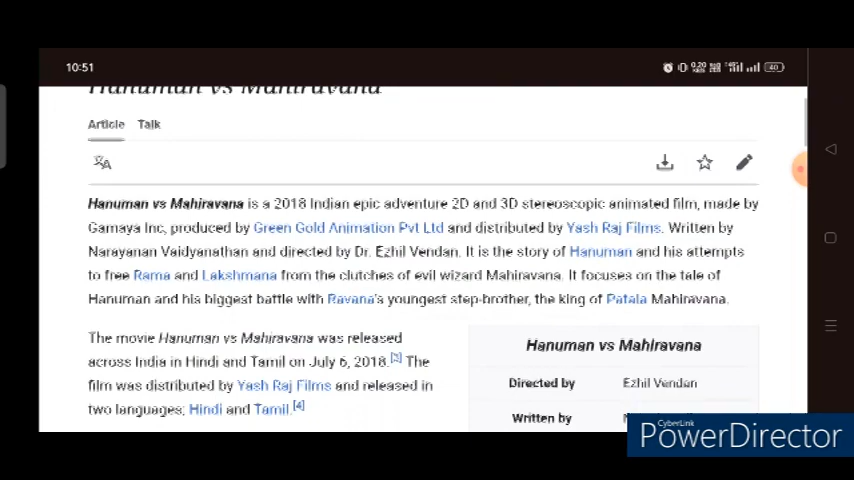 10:51
Hanuman vs Mahiravana
Article Talk
Hanuman vs Mahiravana is a 2018 Indian epic adventure 2D and 3D stereoscopic animated film, made by
Gamaya Inc, produced by Green Gold Animation Pvt Ltd and distributed by Yash Raj Films. Written by
Narayanan Vaidyanathan and directed by Dr. Ezhil Vendan. It is the story of Hanuman and his attempts
to free Rama and Lakshmana from the clutches of evil wizard Mahiravana. It focuses on the tale of
Hanuman and his biggest battle with Ravana's youngest step-brother, the king of Patala Mahiravana.
The movie Hanuman vs Mahiravana was released
across India in Hindi and Tamil on July 6, 2018.[3] The
film was distributed by Yash Raj Films and released in
two languages; Hindi and Tamil.[4]
Hanuman vs Mahiravana
Directed by Ezhil Vendan
Written by
CyberLink
PowerDirector